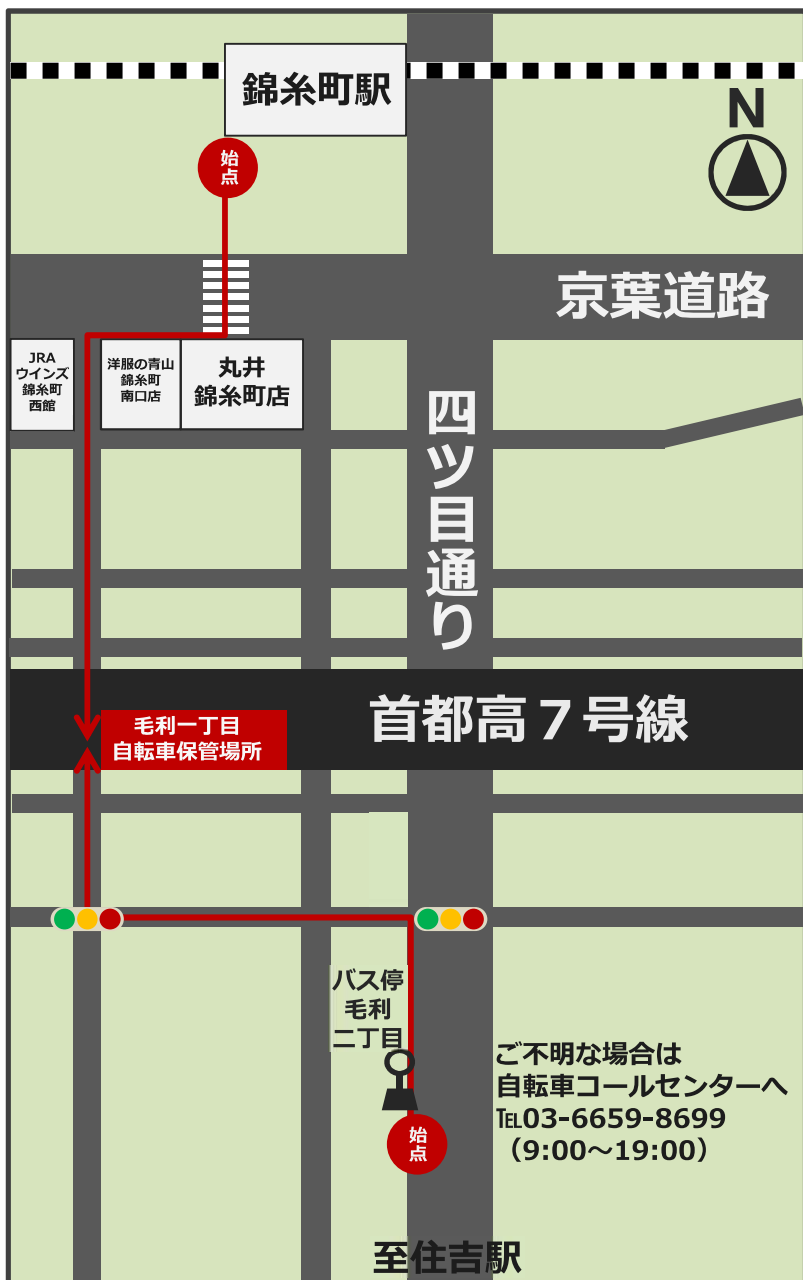 錦糸町駅
N
始
点
京葉道路
JRA
ウインズ
錦糸町
西館
洋服の青山
錦糸町
南口店
丸井
錦糸町店
四ツ目通り
首都高７号線
毛利一丁目
自転車保管場所
バス停
毛利
二丁目
ご不明な場合は
自転車コールセンターへ
℡03-6659-8699
（9:00～19:00）
始
点
至住吉駅